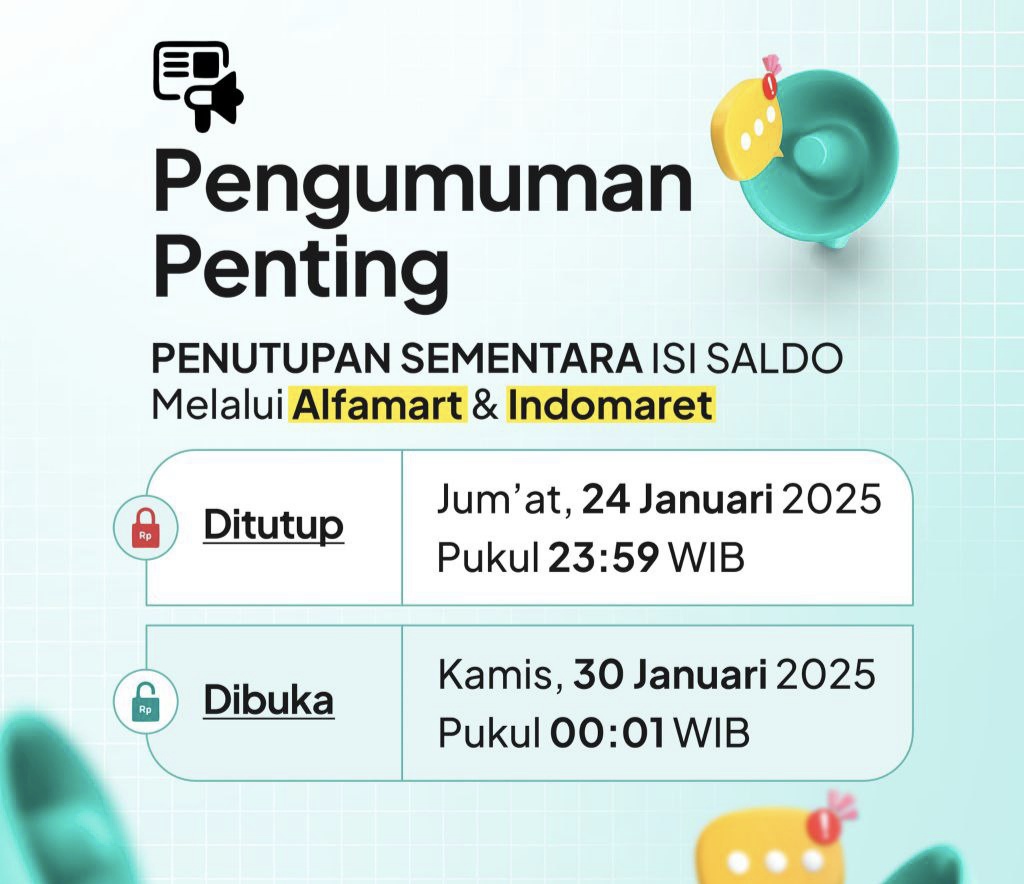 Pengumuman
Penting
PENUTUPAN SEMENTARA ISI SALDO
Melalui Alfamart & Indomaret
Ditutup
Jum’at, 24 Januari 2025
Pukul 23:59 WIB
Rp
Dibuka
Kamis, 30 Januari 2025
Pukul 00:01 WIB
Rp